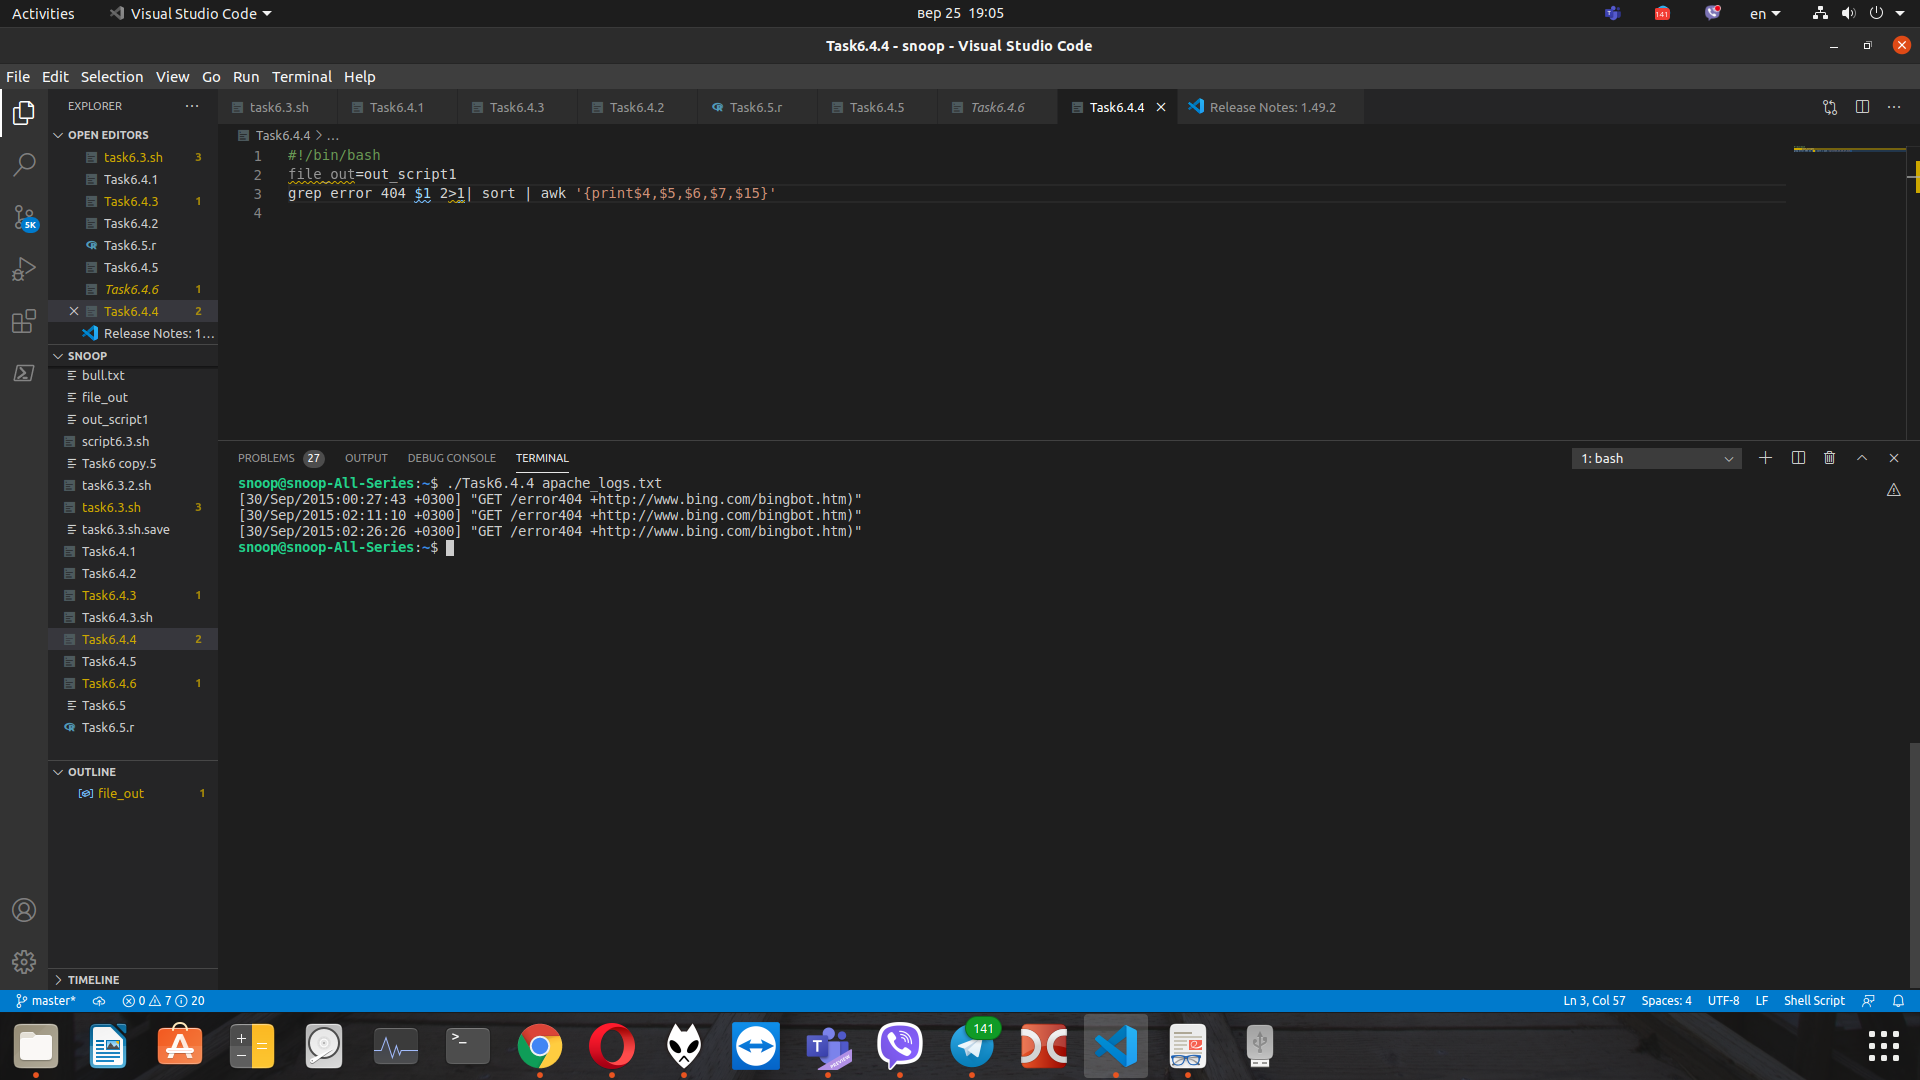 Activities
Visual Studio Code
вер 25 19:05
141
en
Task6.4.4 - snoop - Visual Studio Code
File Edit Selection View Go Run Terminal Help
EXPLORER
task6.3.sh
Task6.4.1
Task6.4.3
Task6.4.2
Task6.5.r
Task6.4.5
Task6.4.6
Task6.4.4
Release Notes: 1.49.2
OPEN EDITORS
task6.3.sh 3
Task6.4.1
Task6.4.3 1
Task6.4.2
Task6.5.r
Task6.4.5
Task6.4.6 1
Task6.4.4 2
Release Notes: 1...
5K
SNOOP
bull.txt
file_out
out_script1
script6.3.sh
Task6 copy.5
task6.3.2.sh
task6.3.sh 3
task6.3.sh.save
Task6.4.1
Task6.4.2
Task6.4.3 1
Task6.4.3.sh
Task6.4.4 2
Task6.4.5
Task6.4.6 1
Task6.5
Task6.5.r
OUTLINE
file_out 1
TIMELINE
Task6.4.4 > ...
1 #!/bin/bash
2 file_out=out_script1
3 grep error 404 $1 2>1| sort | awk '{print$4,$5,$6,$7,$15}'
4
PROBLEMS 27 OUTPUT DEBUG CONSOLE TERMINAL
1: bash
snoop@snoop-All-Series:~$ ./Task6.4.4 apache_logs.txt
[30/Sep/2015:00:27:43 +0300] "GET /error404 +http://www.bing.com/bingbot.htm)"
[30/Sep/2015:02:11:10 +0300] "GET /error404 +http://www.bing.com/bingbot.htm)"
[30/Sep/2015:02:26:26 +0300] "GET /error404 +http://www.bing.com/bingbot.htm)"
snoop@snoop-All-Series:~$
master*
0 7 20
Ln 3, Col 57
Spaces: 4
UTF-8
LF
Shell Script
141
PREVIEW